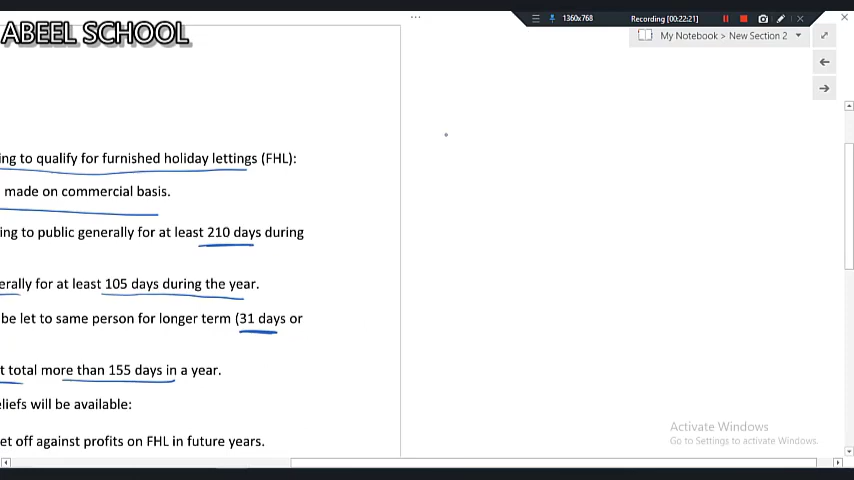 ABEEL SCHOOL
1360x768
Recording [00:22:21]
My Notebook > New Section 2
ing to qualify for furnished holiday lettings (FHL):
made on commercial basis.
ing to public generally for at least 210 days during
erally for at least 105 days during the year.
be let to same person for longer term (31 days or
t total more than 155 days in a year.
eliefs will be available:
et off against profits on FHL in future years.
Activate Windows
Go to Settings to activate Windows.